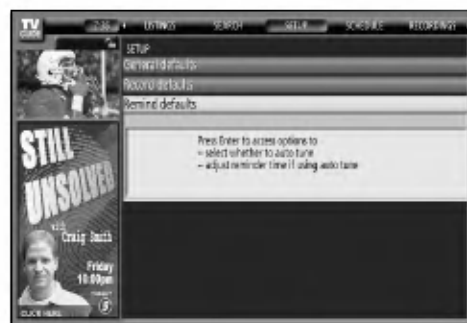 TV
GUIDE
LISTINGS SEARCH SETUP SCHEDULE RECORDINGS
SETUP
General defaults
Record defaults
Remind defaults
Press Enter to access options to
– select whether to auto tune
– adjust reminder time if using auto tune
STILL
UNSOLVED
with
Craig Smith
Friday
10:00pm
CLICK HERE